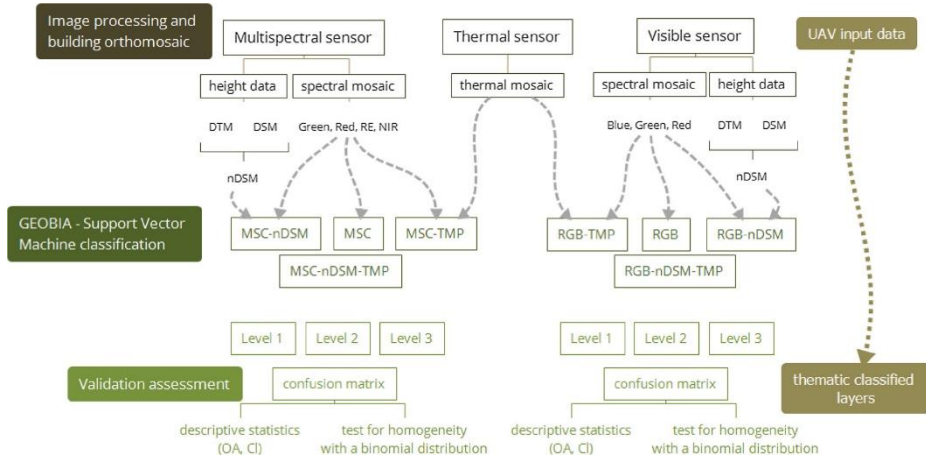 Image processing and
building orthomosaic
Multispectral sensor
Thermal sensor
Visible sensor
UAV input data
height data
spectral mosaic
thermal mosaic
spectral mosaic
height data
DTM
DSM
Green, Red, RE, NIR
Blue, Green, Red
DTM
DSM
nDSM
nDSM
GEOBIA - Support Vector
Machine classification
MSC-nDSM
MSC
MSC-TMP
RGB-TMP
RGB
RGB-nDSM
MSC-nDSM-TMP
RGB-nDSM-TMP
Level 1
Level 2
Level 3
Level 1
Level 2
Level 3
Validation assessment
confusion matrix
confusion matrix
thematic classified
layers
descriptive statistics
(OA, CI)
test for homogeneity
with a binomial distribution
descriptive statistics
(OA, CI)
test for homogeneity
with a binomial distribution